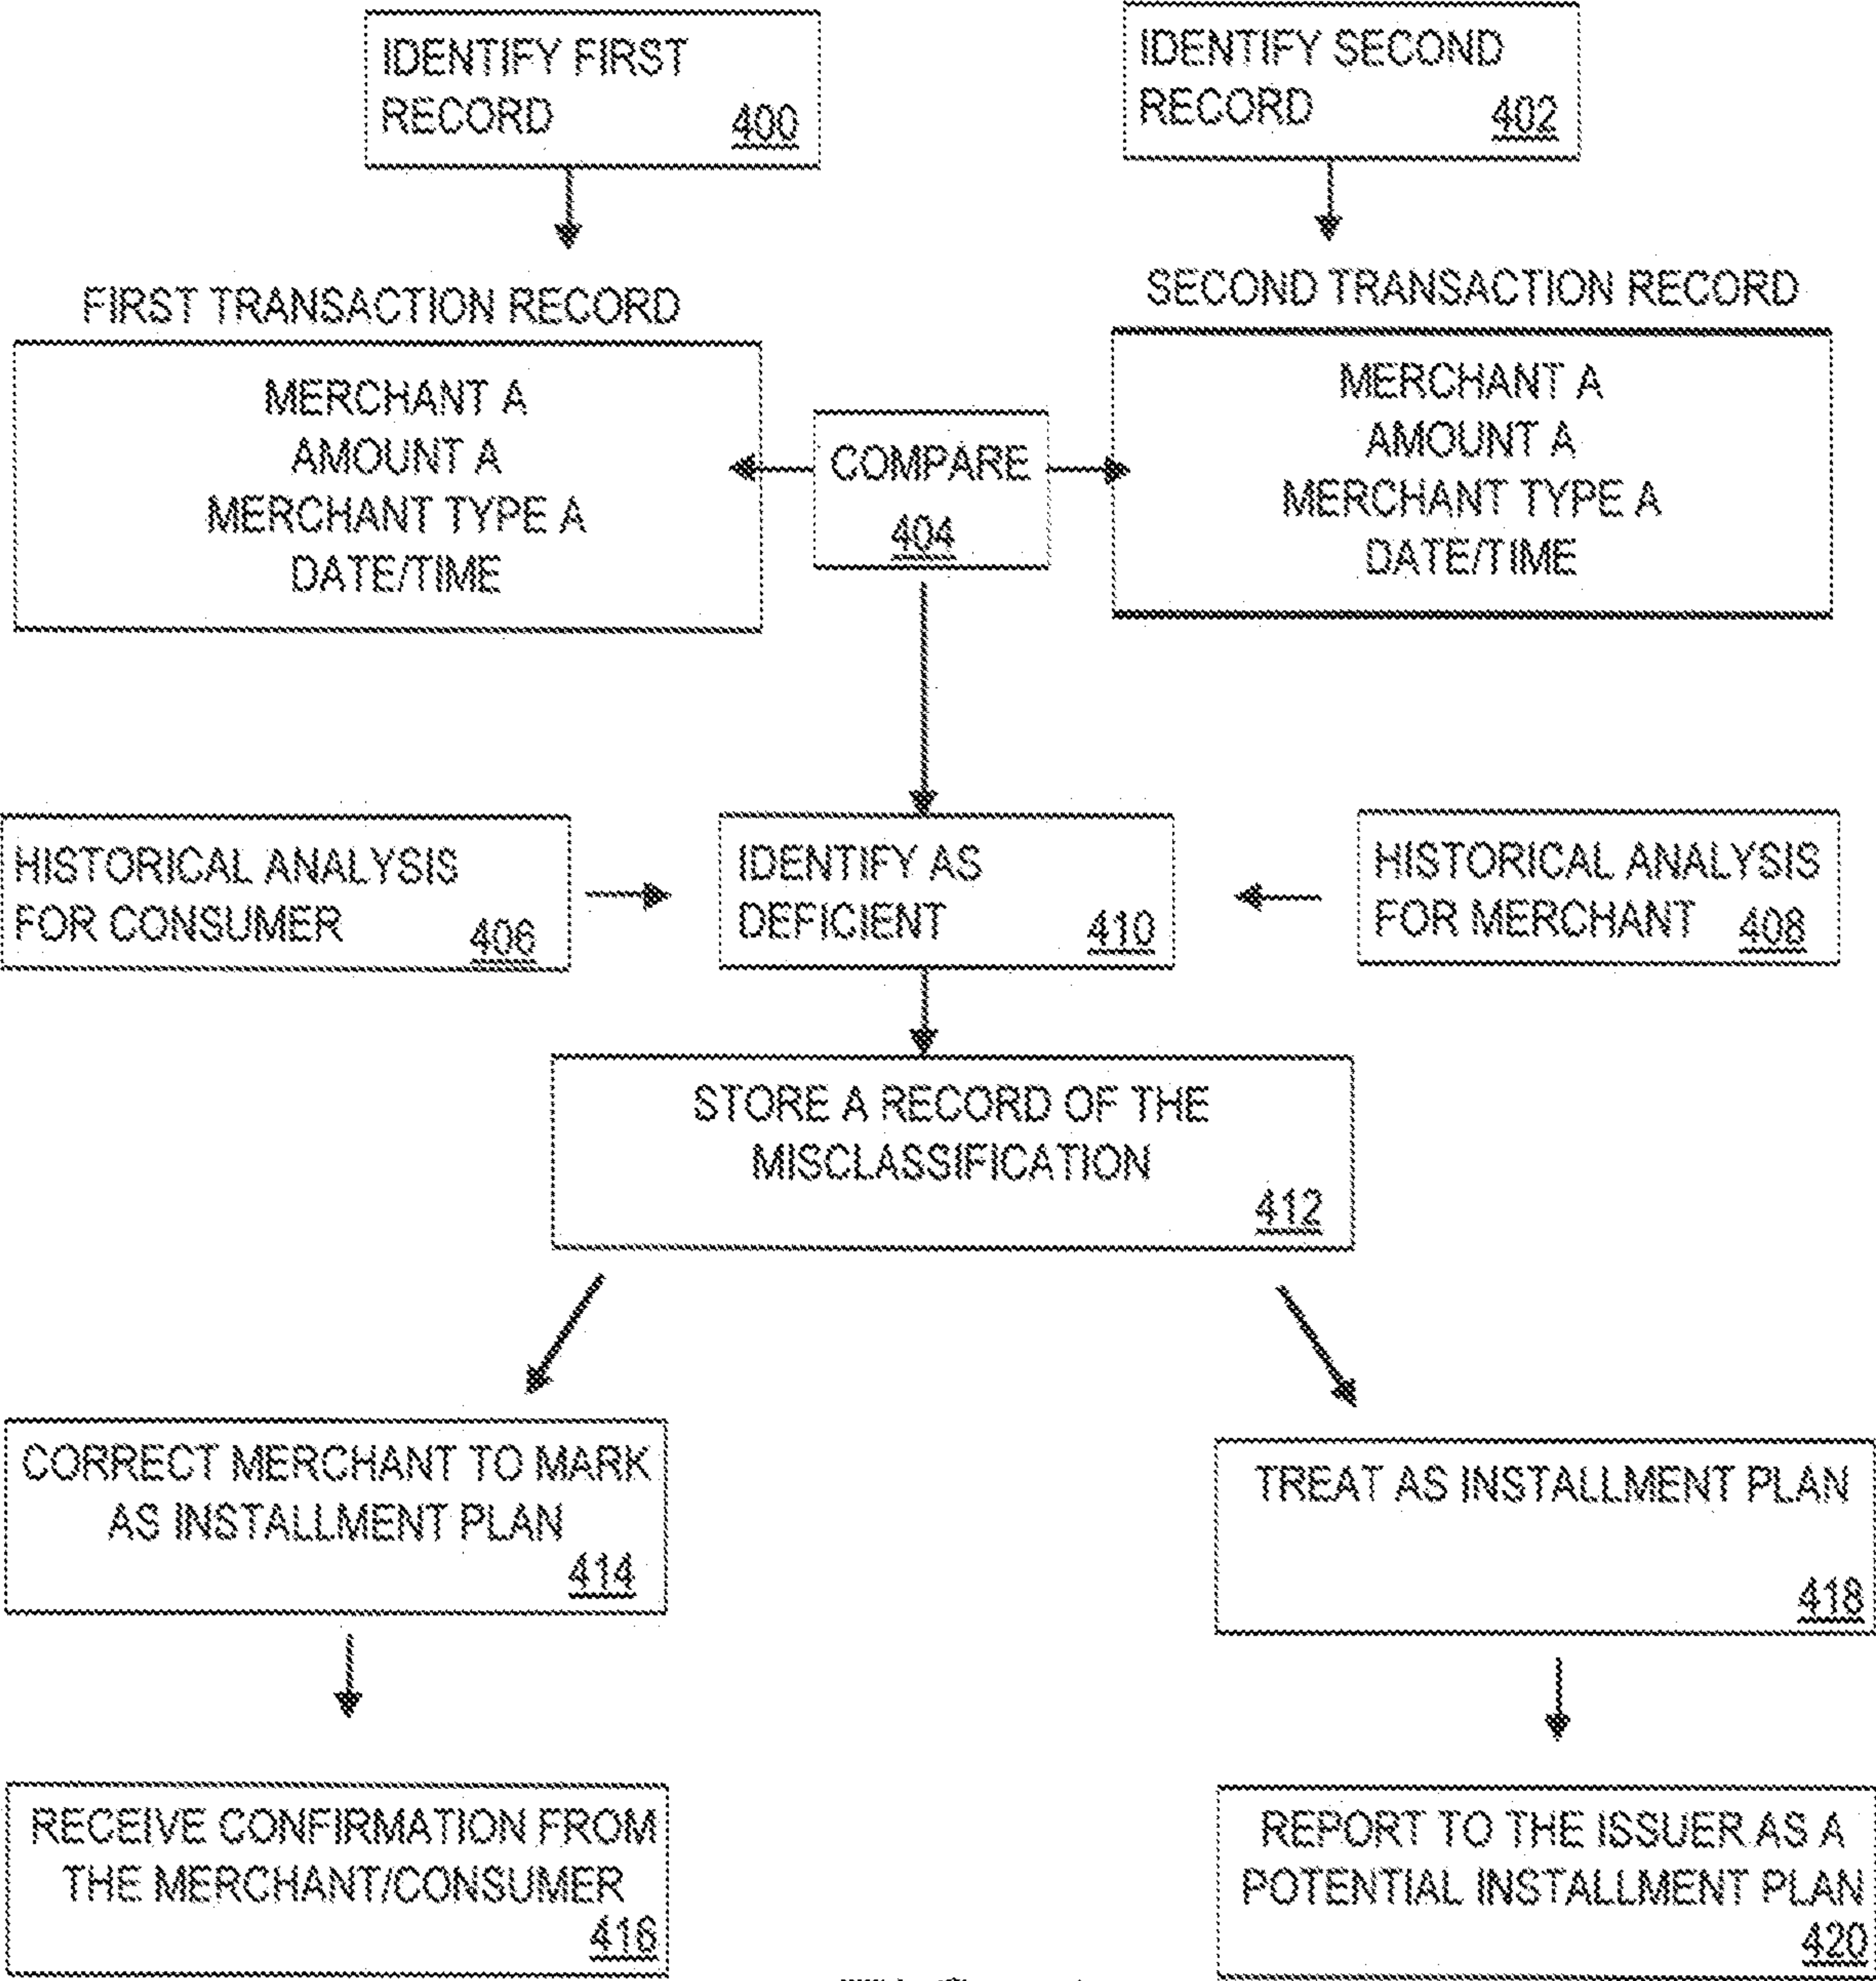 IDENTIFY FIRST
RECORD 400
IDENTIFY SECOND
RECORD 402
FIRST TRANSACTION RECORD
MERCHANT A
AMOUNT A
MERCHANT TYPE A
DATE/TIME
COMPARE
404
SECOND TRANSACTION RECORD
MERCHANT A
AMOUNT A
MERCHANT TYPE A
DATE/TIME
HISTORICAL ANALYSIS
FOR CONSUMER 406
IDENTIFY AS
DEFICIENT 410
HISTORICAL ANALYSIS
FOR MERCHANT 408
STORE A RECORD OF THE
MISCLASSIFICATION
412
CORRECT MERCHANT TO MARK
AS INSTALLMENT PLAN
414
TREAT AS INSTALLMENT PLAN
418
RECEIVE CONFIRMATION FROM
THE MERCHANT/CONSUMER
416
REPORT TO THE ISSUER AS A
POTENTIAL INSTALLMENT PLAN
420